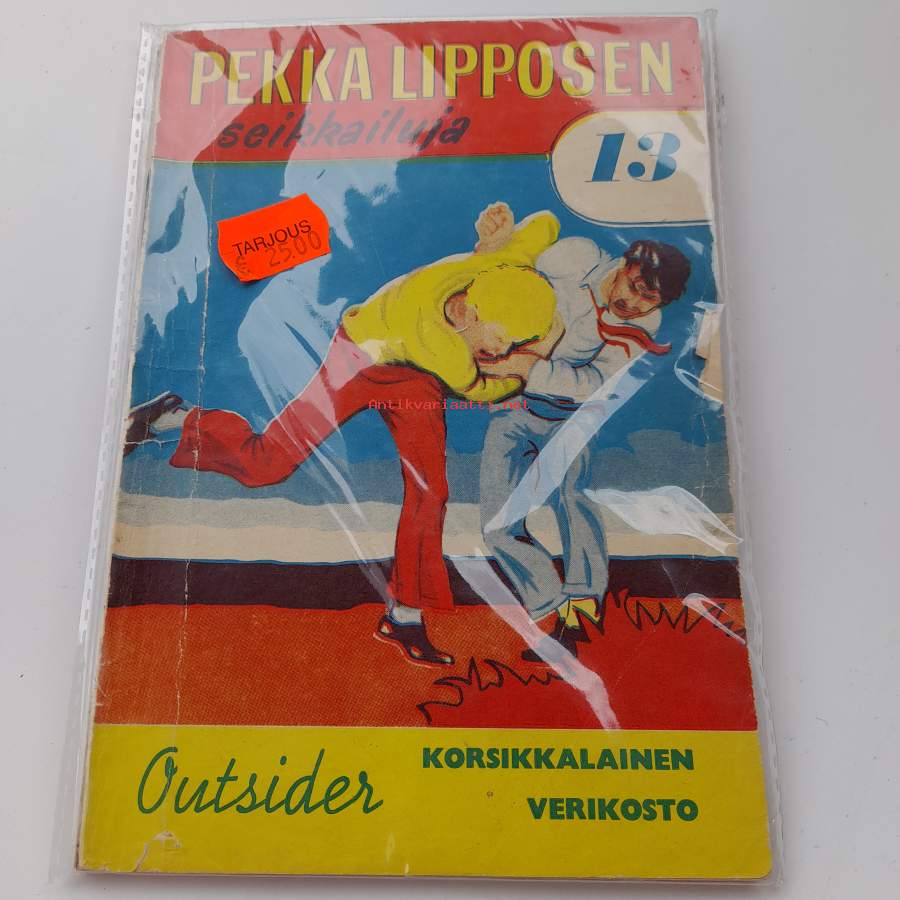 PEKKA LIPPOSEN
seikkailuja
13
TARJOUS
€ 25.00
Antikvariaatti.net
Outsider
KORSIKKALAINEN
VERIKOSTO